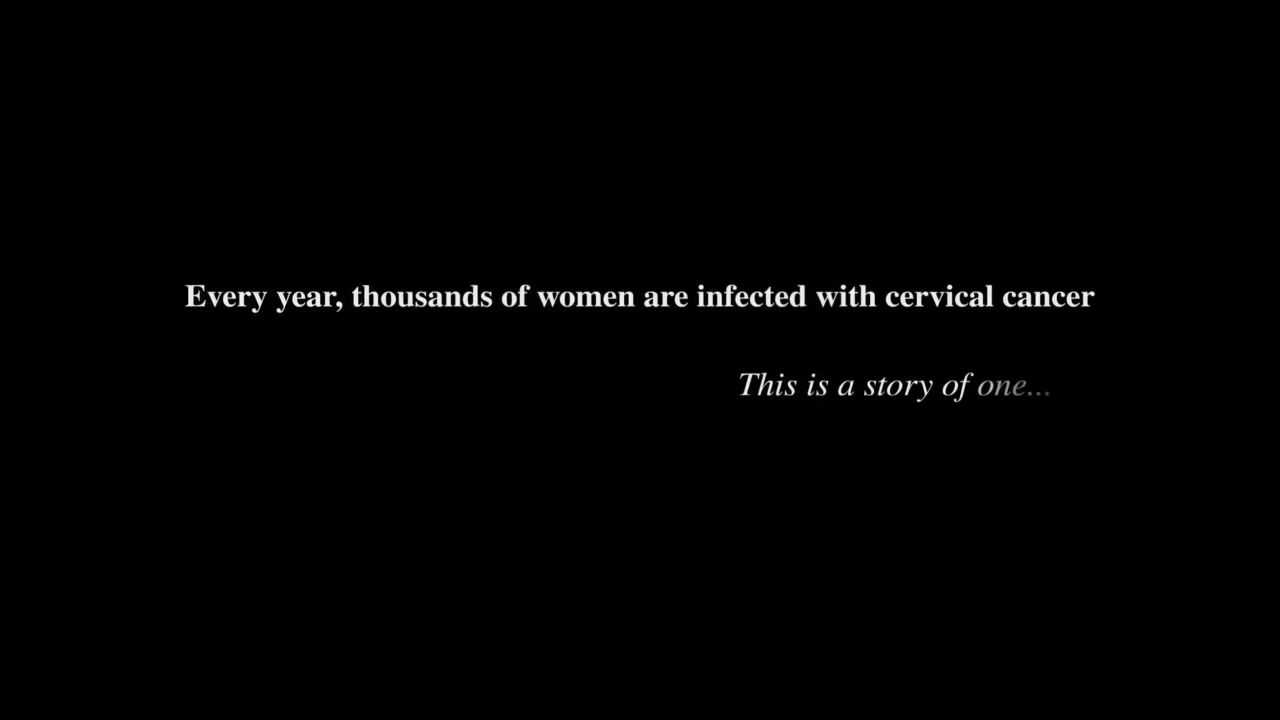 Every year, thousands of women are infected with cervical cancer
This is a story of one...